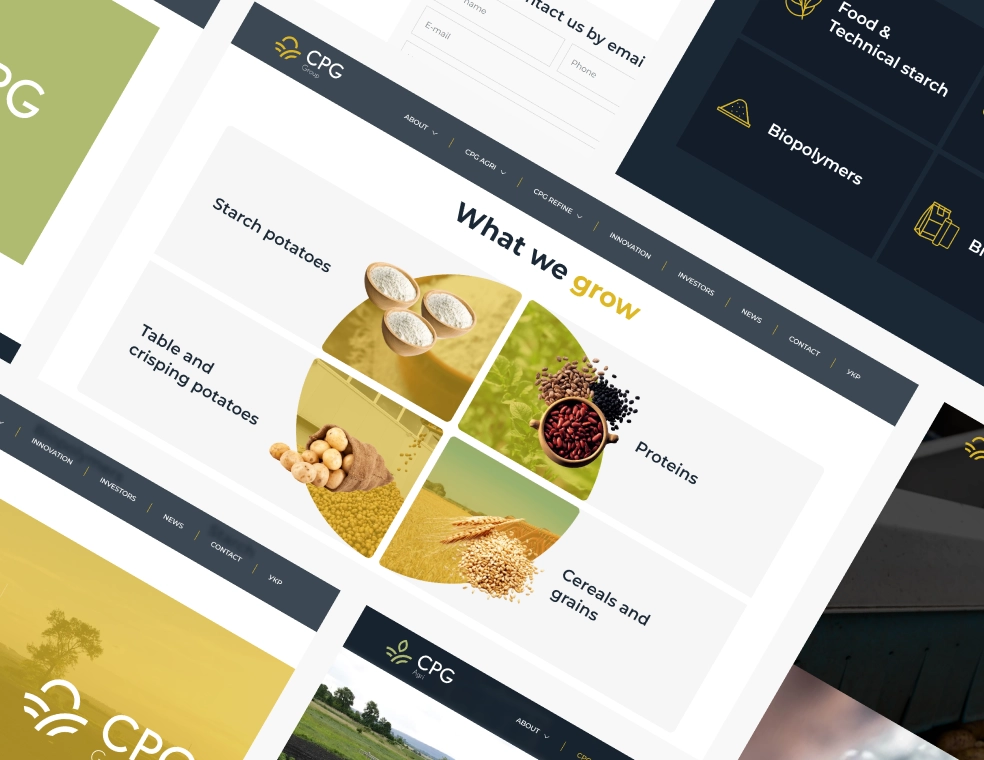 PG
name
ntact us by emai
E-mail
Phone
Food &
Technical starch
Biopolymers
CPG
Group
ABOUT
CPG AGRI
CPG REFINE
INNOVATION
INVESTORS
NEWS
CONTACT
УКР
What we grow
Starch potatoes
Table and
crisping potatoes
Proteins
Cereals and
grains
INNOVATION
INVESTORS
NEWS
CONTACT
УКР
CPG
CPG
Agri
ABOUT